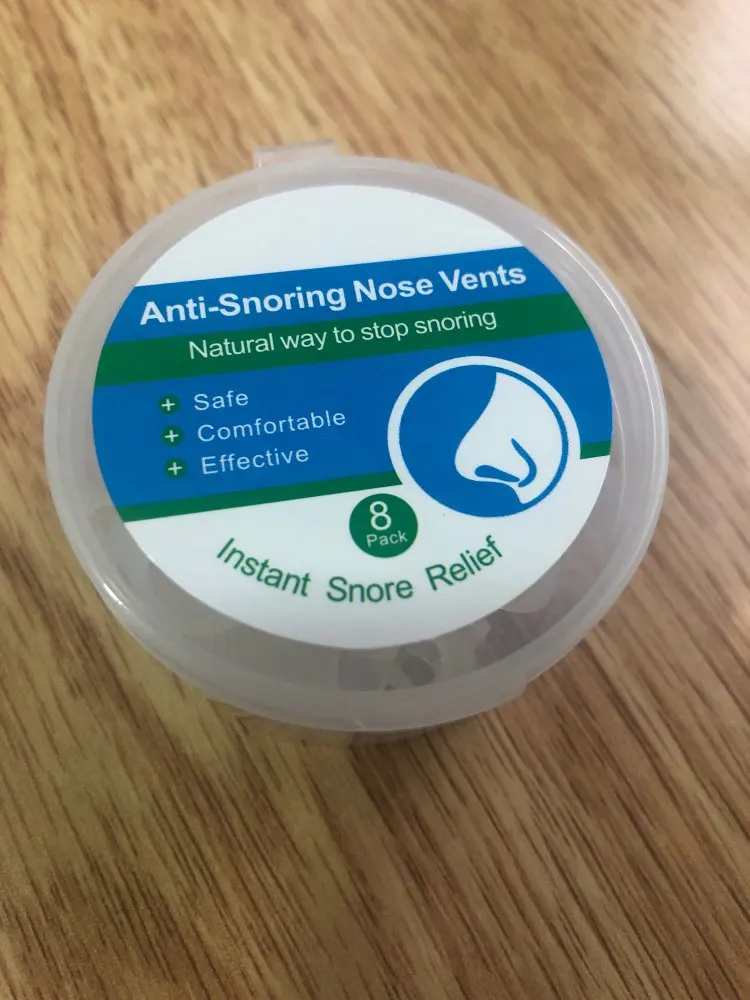 Anti-Snoring Nose Vents
Natural way to stop snoring
+ Safe
+ Comfortable
+ Effective
8
Pack
Instant Snore Relief